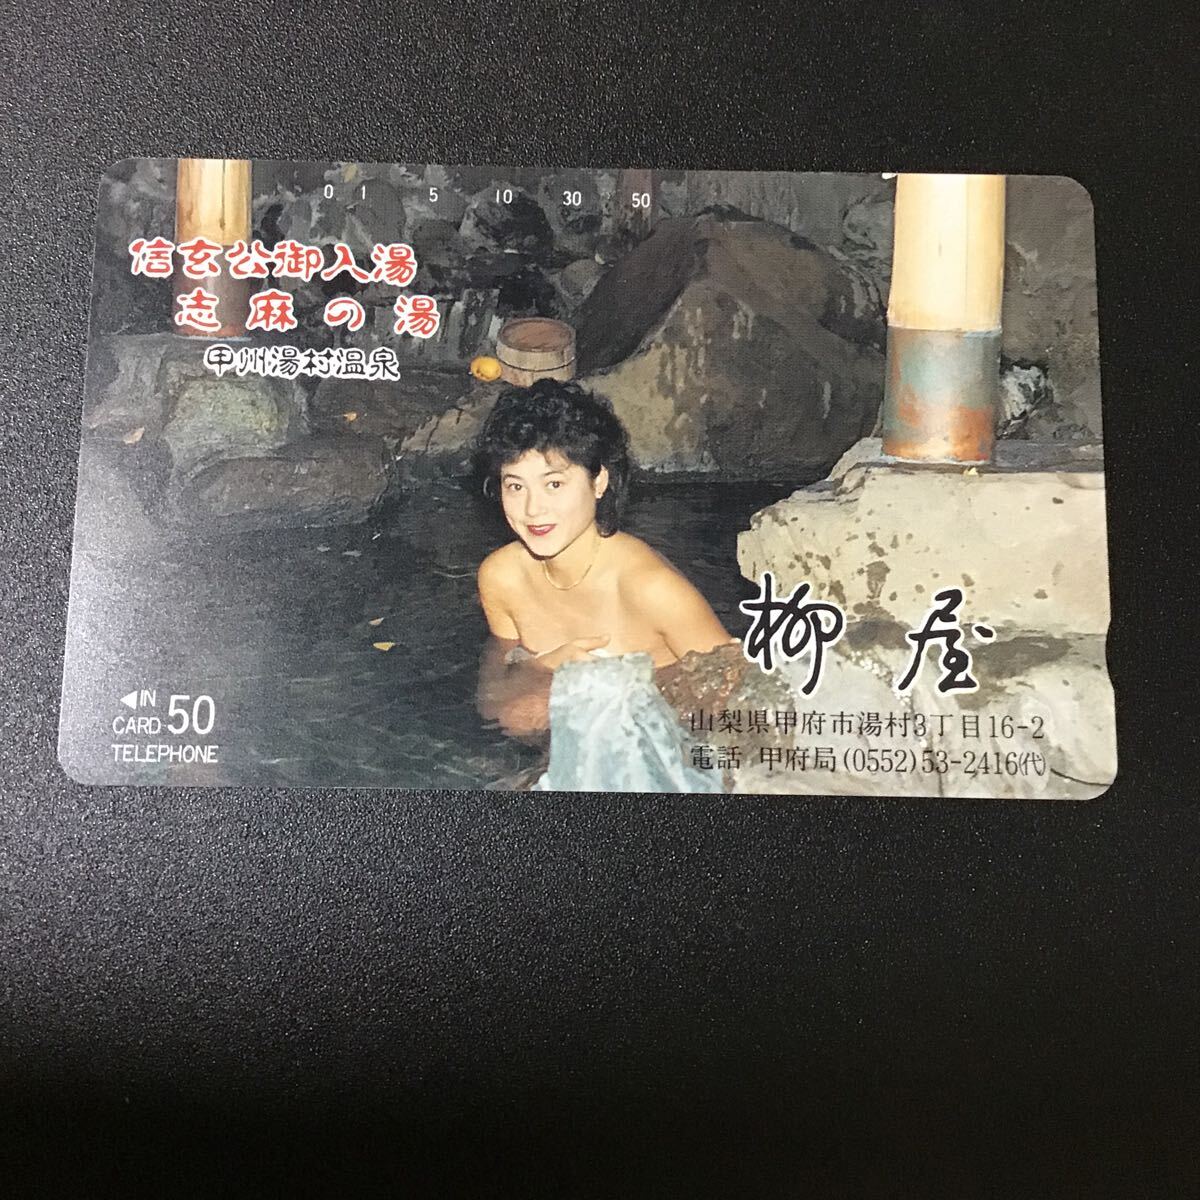 0 1 5 10 30 50
信玄公御入湯
志麻の湯
甲州湯村温泉
柳屋
山梨県甲府市湯村3丁目16-2
電話 甲府局(0552)53-2416㈹
◀IN
CARD 50
TELEPHONE